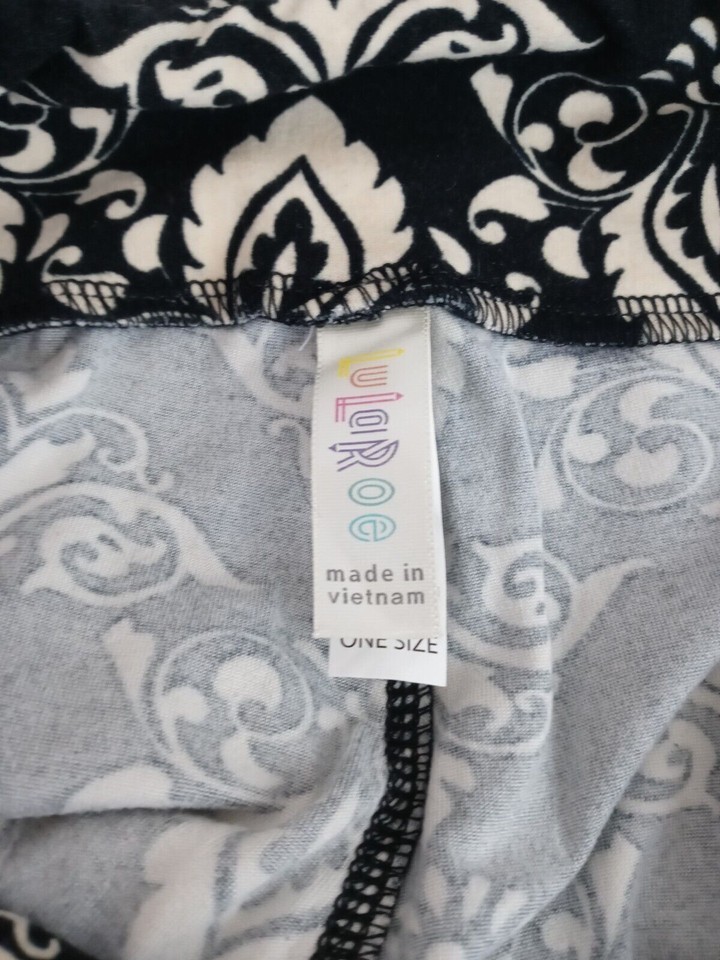 LuLaRoe
made in
vietnam
ONE SIZE